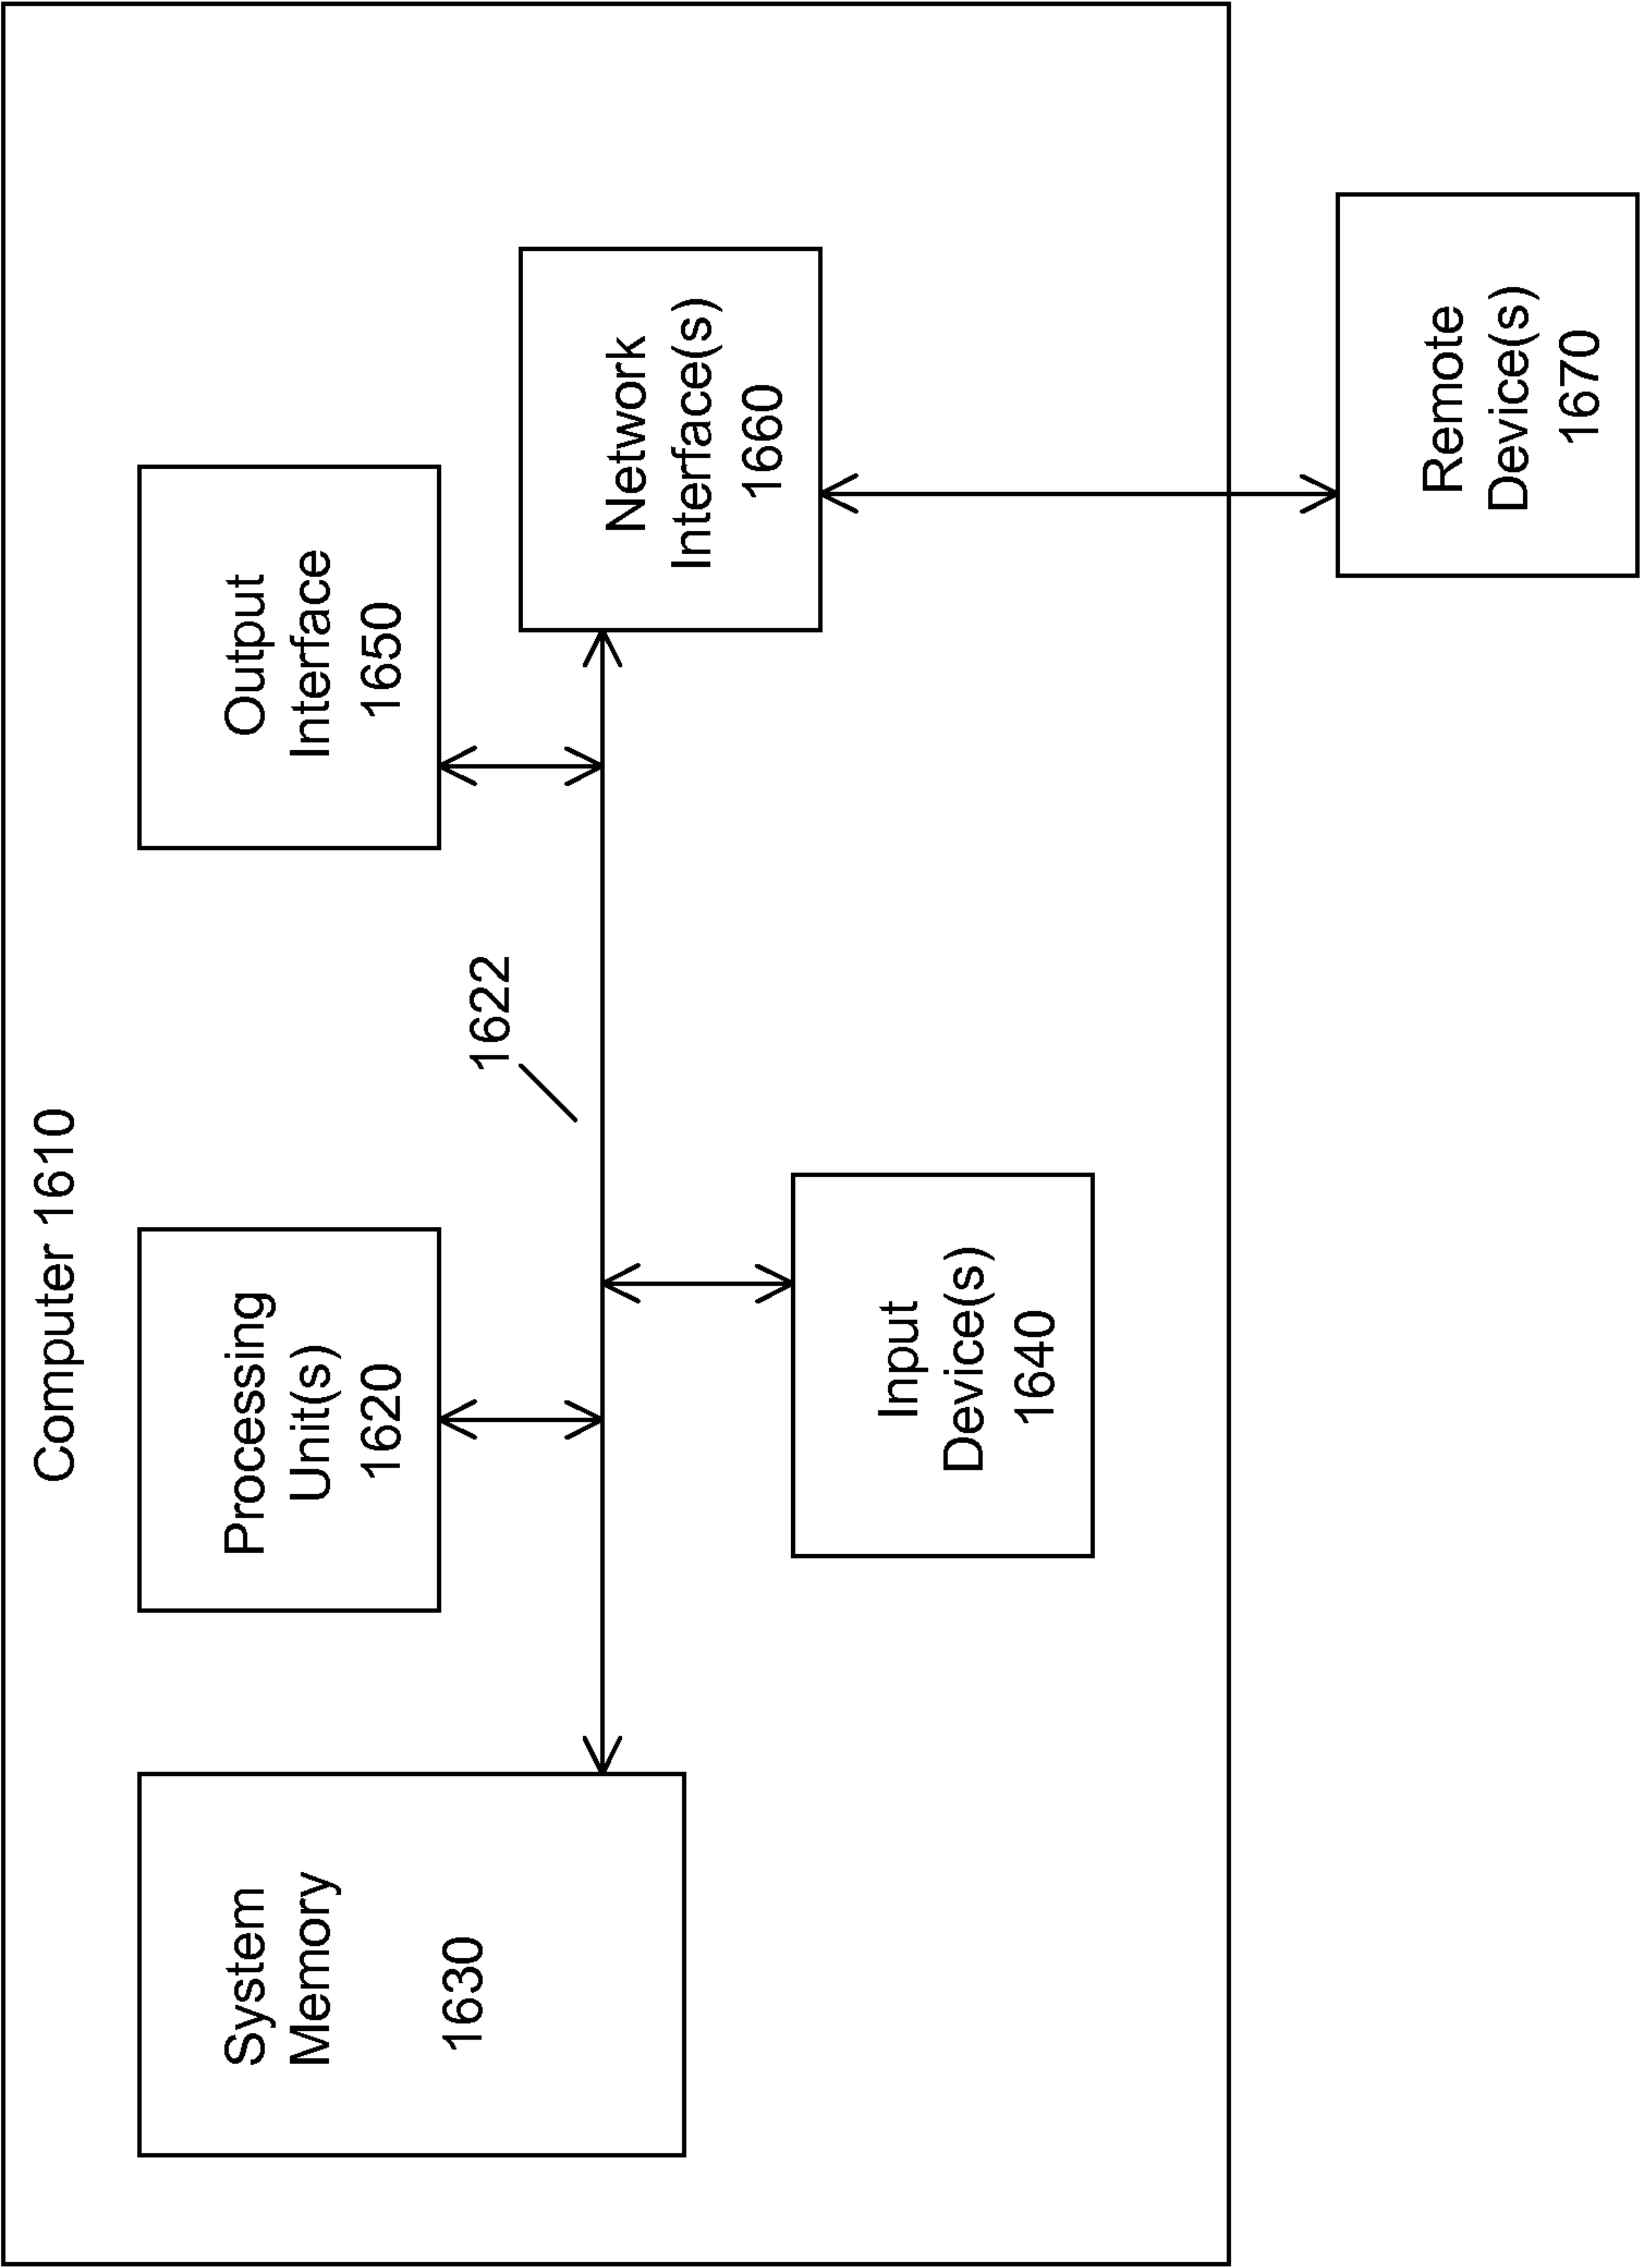 Computer 1610
System
Memory
1630
Processing
Unit(s)
1620
Output
Interface
1650
1622
Network
Interface(s)
1660
Input
Device(s)
1640
Remote
Device(s)
1670